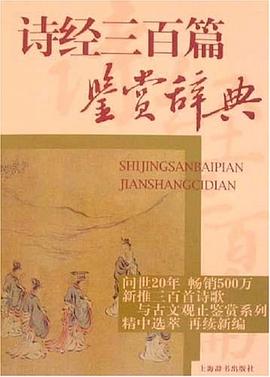 诗经三百篇
鉴赏辞典
SHIJINGSANBAIPIAN
JIANSHANGCIDIAN
问世20年 畅销500万
新推三百首诗歌
与古文观止鉴赏系列
精中选萃 再续新编
上海辞书出版社